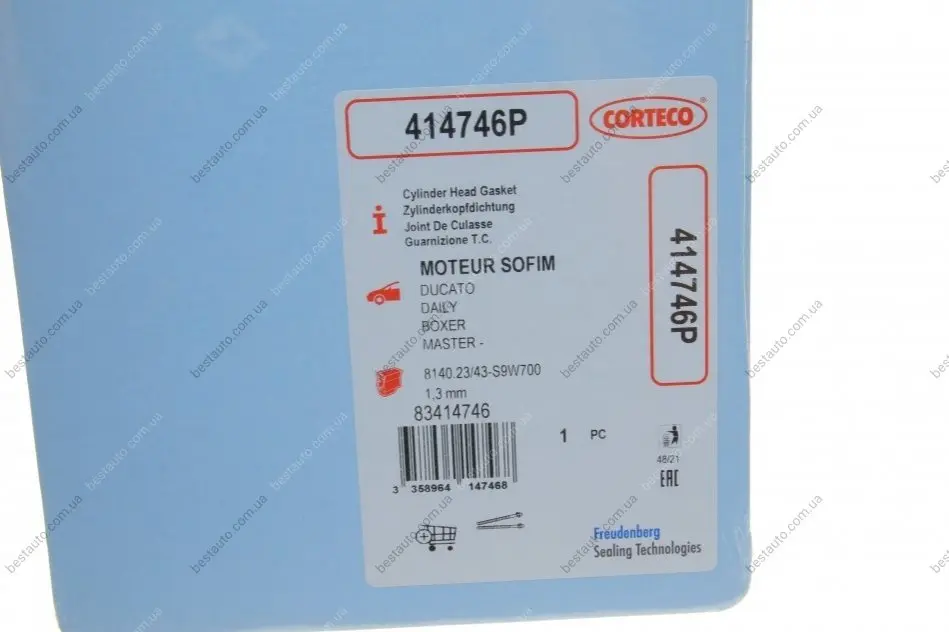 414746P
CORTECO®
Cylinder Head Gasket
Zylinderkopfdichtung
Joint De Culasse
Guarnizione T.C.
MOTEUR SOFIM
DUCATO
DAILY
BOXER
MASTER -
8140.23/43-S9W700
1,3 mm
83414746
3 358964 147468
1 PC
48/21
EAC
Freudenberg
Sealing Technologies
414746P
bestauto.com.ua